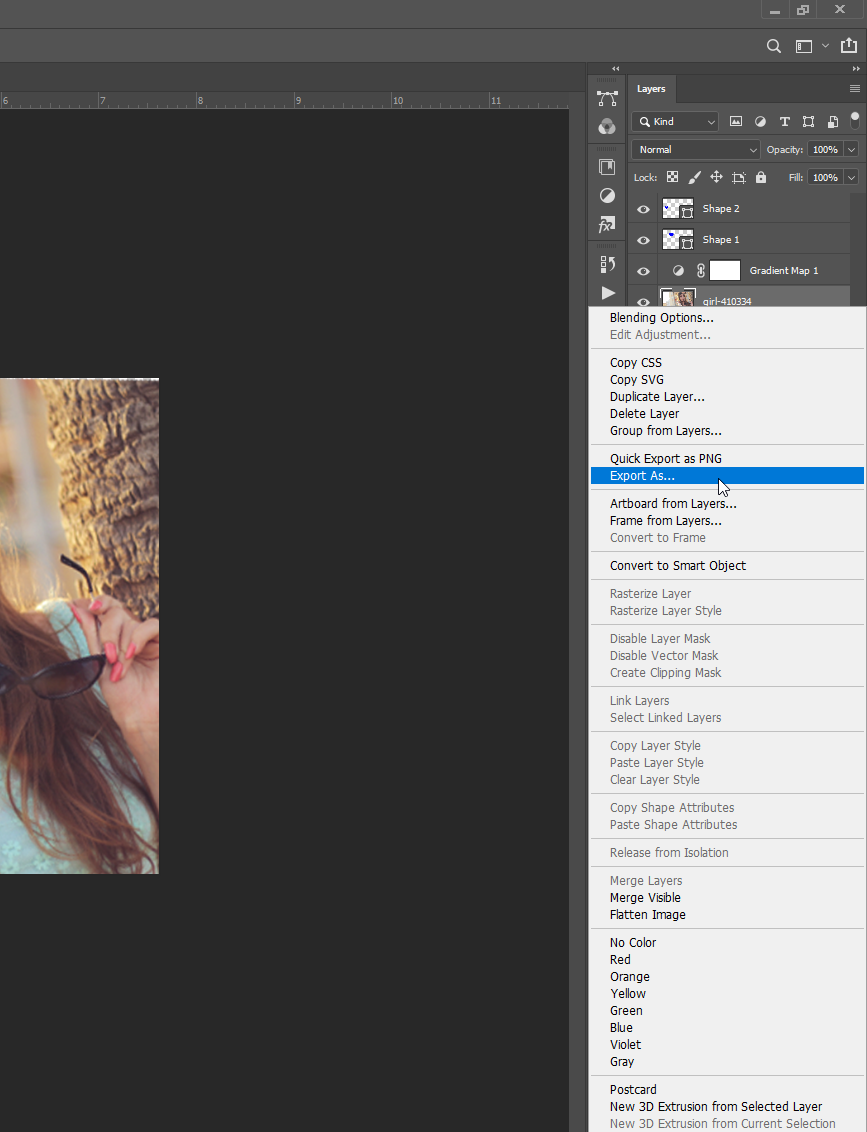 6 7 8 9 10 11
Layers
Kind
Normal Opacity: 100%
Lock: Fill: 100%
Shape 2
Shape 1
Gradient Map 1
girl-410334
Blending Options...
Edit Adjustment...
Copy CSS
Copy SVG
Duplicate Layer...
Delete Layer
Group from Layers...
Quick Export as PNG
Export As...
Artboard from Layers...
Frame from Layers...
Convert to Frame
Convert to Smart Object
Rasterize Layer
Rasterize Layer Style
Disable Layer Mask
Disable Vector Mask
Create Clipping Mask
Link Layers
Select Linked Layers
Copy Layer Style
Paste Layer Style
Clear Layer Style
Copy Shape Attributes
Paste Shape Attributes
Release from Isolation
Merge Layers
Merge Visible
Flatten Image
No Color
Red
Orange
Yellow
Green
Blue
Violet
Gray
Postcard
New 3D Extrusion from Selected Layer
New 3D Extrusion from Current Selection